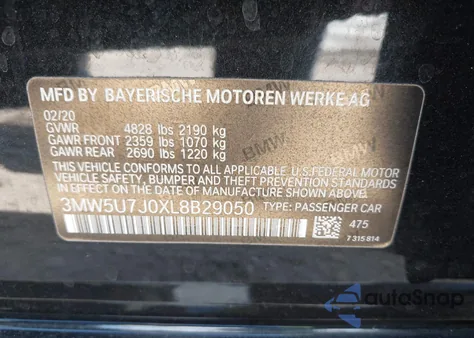 MFD BY BAYERISCHE MOTOREN WERKE AG
02/20
GVWR 4828 lbs 2190 kg
GAWR FRONT 2359 lbs 1070 kg
GAWR REAR 2690 lbs 1220 kg
THIS VEHICLE CONFORMS TO ALL APPLICABLE U.S. FEDERAL MOTOR
VEHICLE SAFETY, BUMPER AND THEFT PREVENTION STANDARDS
IN EFFECT ON THE DATE OF MANUFACTURE SHOWN ABOVE.
3MW5U7J0XL8B29050 TYPE: PASSENGER CAR
475
7 315 814
autoSnap